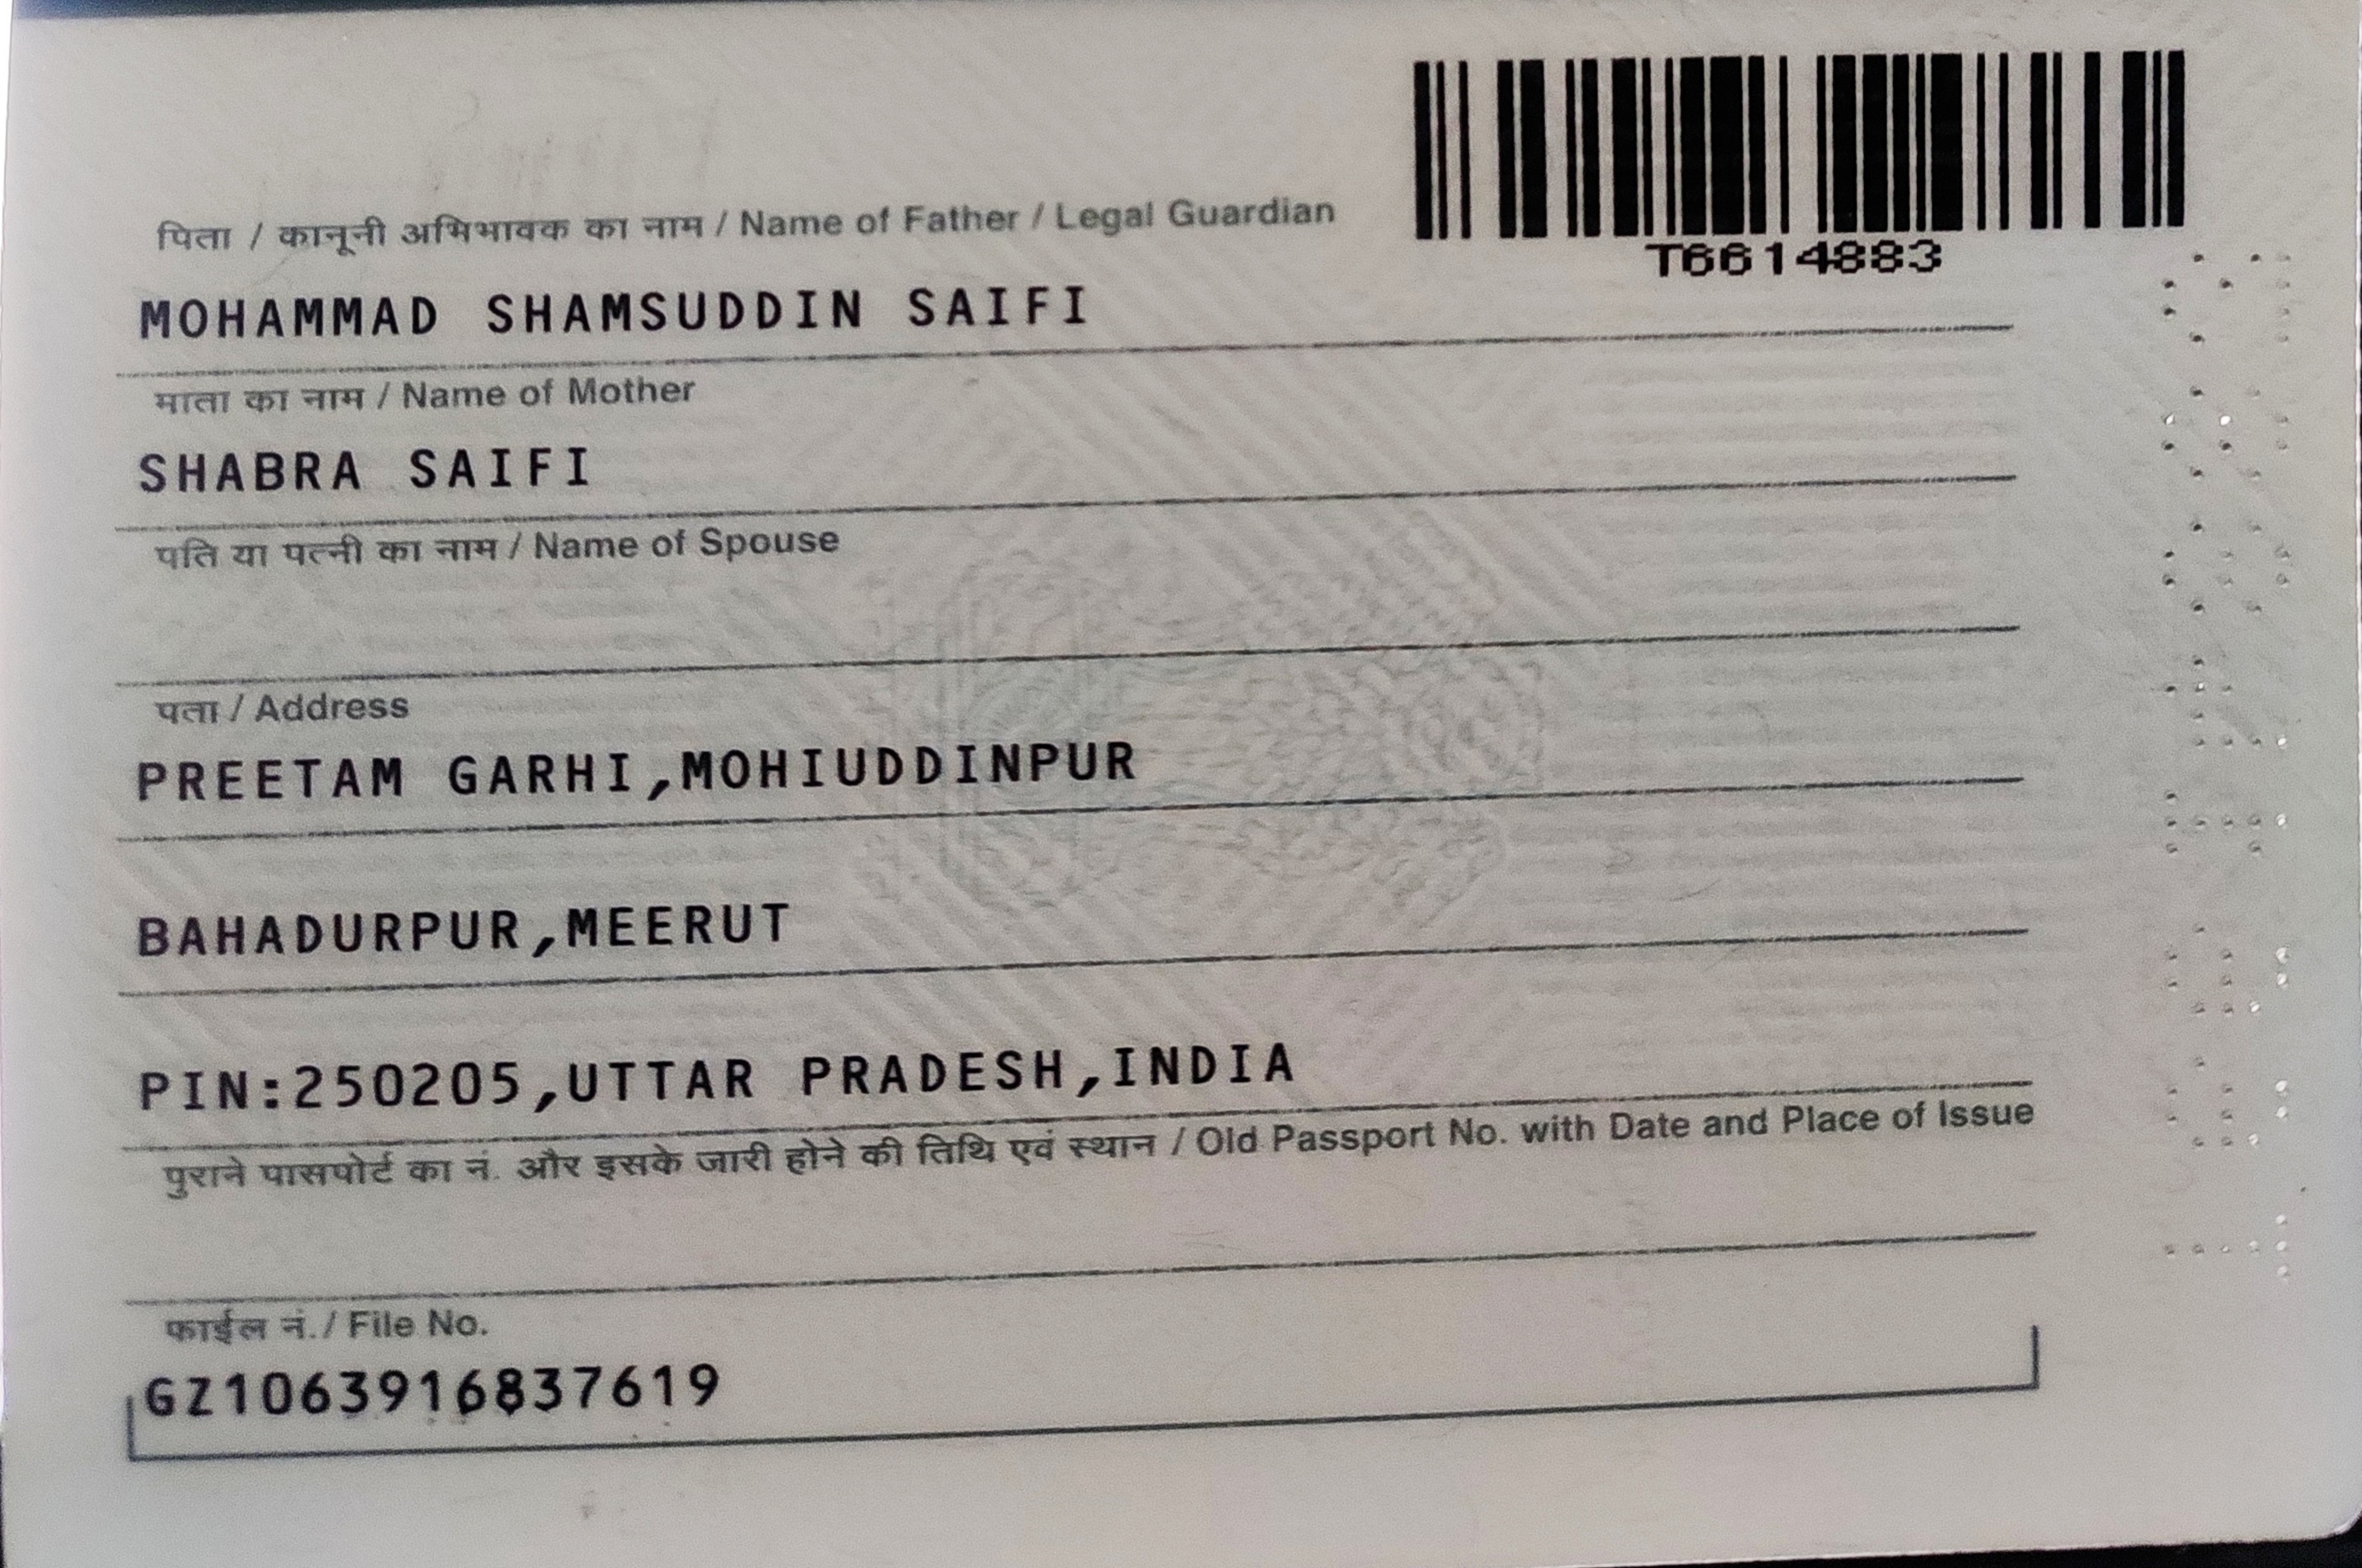 T6614883
पिता / कानूनी अभिभावक का नाम / Name of Father / Legal Guardian
MOHAMMAD SHAMSUDDIN SAIFI
माता का नाम / Name of Mother
SHABRA SAIFI
पति या पत्नी का नाम / Name of Spouse
पता / Address
PREETAM GARHI,MOHIUDDINPUR
BAHADURPUR,MEERUT
PIN:250205,UTTAR PRADESH,INDIA
पुराने पासपोर्ट का नं. और इसके जारी होने की तिथि एवं स्थान / Old Passport No. with Date and Place of Issue
फाईल नं./ File No.
GZ1063916837619